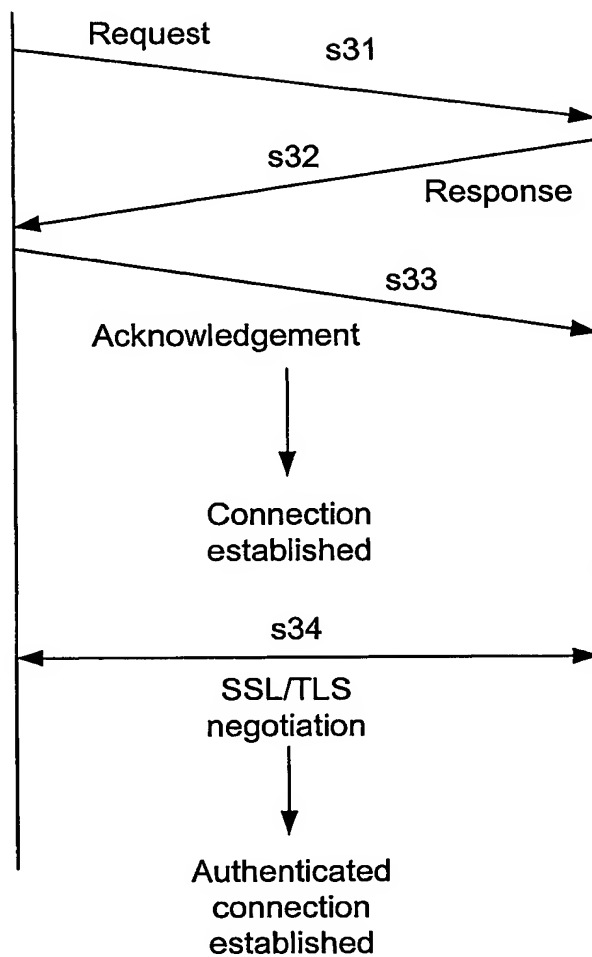 Request
s31
s32
Response
s33
Acknowledgement
Connection
established
s34
SSL/TLS
negotiation
Authenticated
connection
established